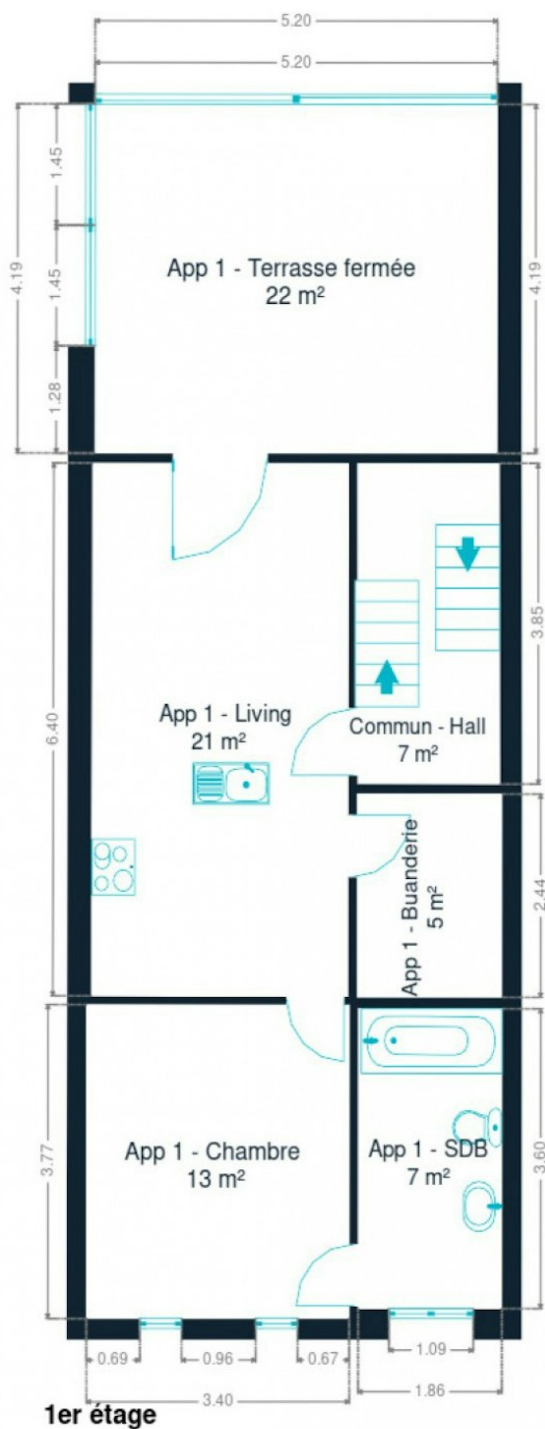 5.20
5.20
1.45
4.19
1.45
1.28
4.19
App 1 - Terrasse fermée
22 m²
6.40
3.85
App 1 - Living
21 m²
Commun - Hall
7 m²
App 1 - Buanderie
5 m²
2.44
3.77
App 1 - Chambre
13 m²
App 1 - SDB
7 m²
3.60
0.69
0.96
0.67
1.09
3.40
1.86
1er étage